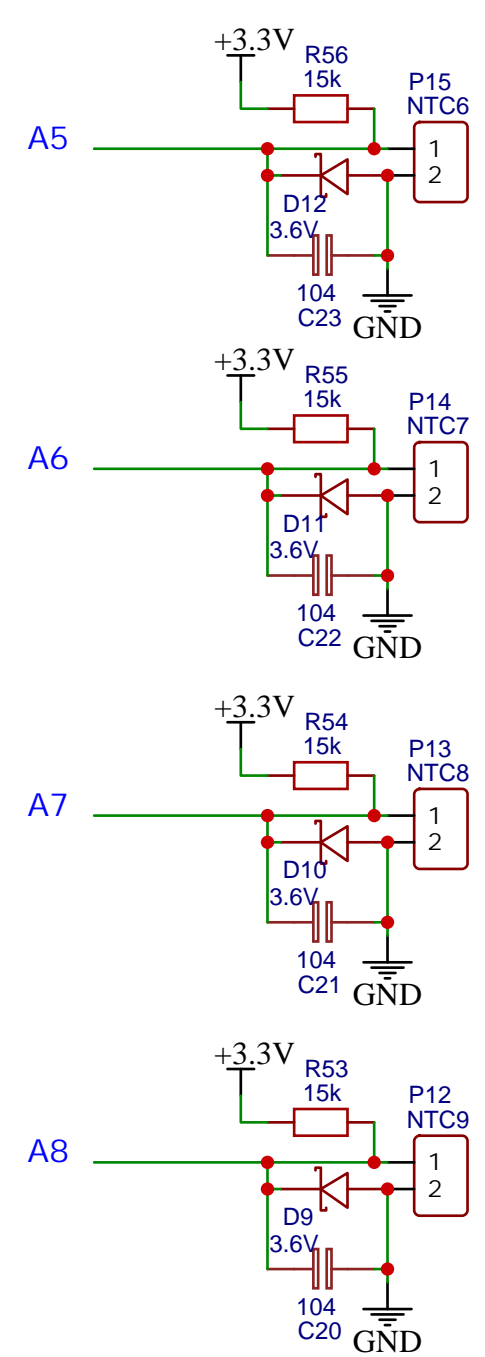 +3.3V
R56
15k
P15
NTC6
A5
1
2
D12
3.6V
104
C23
GND
+3.3V
R55
15k
P14
NTC7
A6
1
2
D11
3.6V
104
C22
GND
+3.3V
R54
15k
P13
NTC8
A7
1
2
D10
3.6V
104
C21
GND
+3.3V
R53
15k
P12
NTC9
A8
1
2
D9
3.6V
104
C20
GND